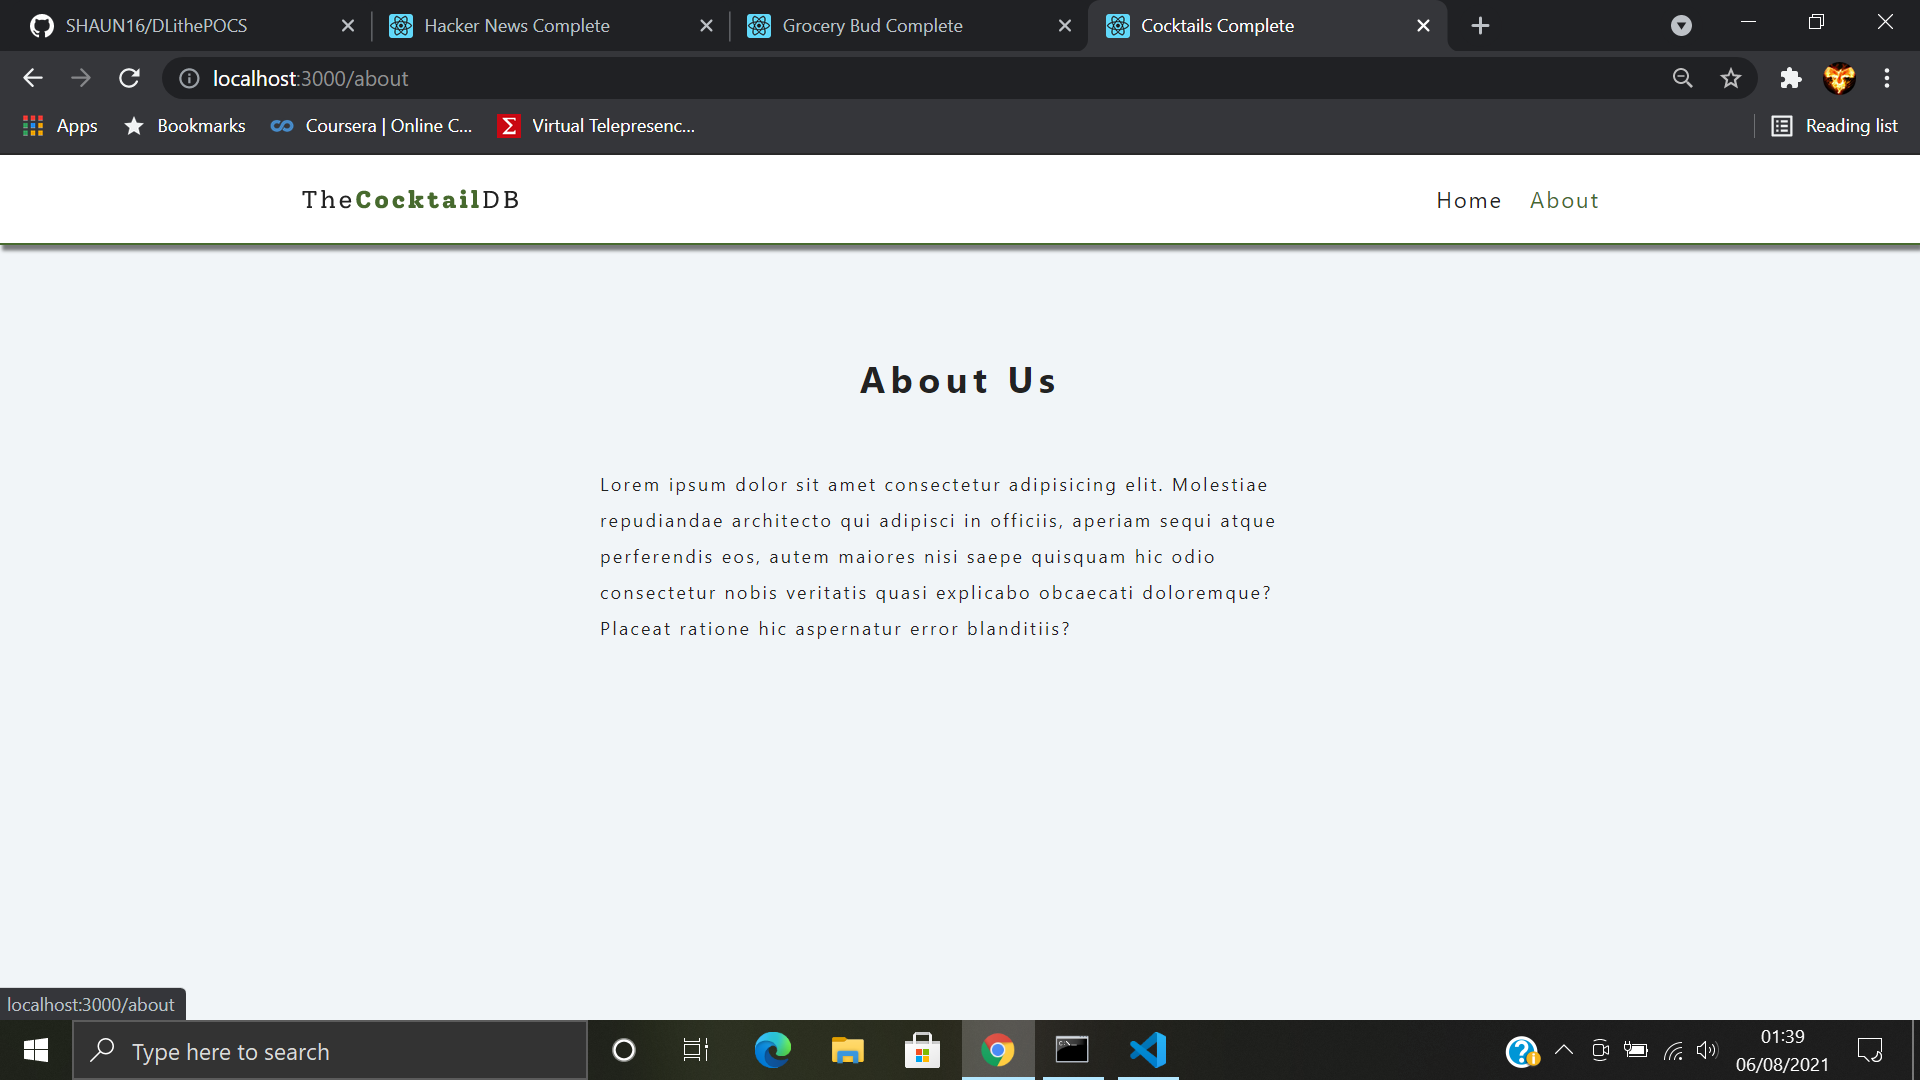 SHAUN16/DLithePOCS
Hacker News Complete
Grocery Bud Complete
Cocktails Complete
localhost:3000/about
Apps
Bookmarks
Coursera | Online C...
Virtual Telepresenc...
Reading list
TheCocktailDB
Home
About
About Us
Lorem ipsum dolor sit amet consectetur adipisicing elit. Molestiae
repudiandae architecto qui adipisci in officiis, aperiam sequi atque
perferendis eos, autem maiores nisi saepe quisquam hic odio
consectetur nobis veritatis quasi explicabo obcaecati doloremque?
Placeat ratione hic aspernatur error blanditiis?
localhost:3000/about
Type here to search
01:39
06/08/2021